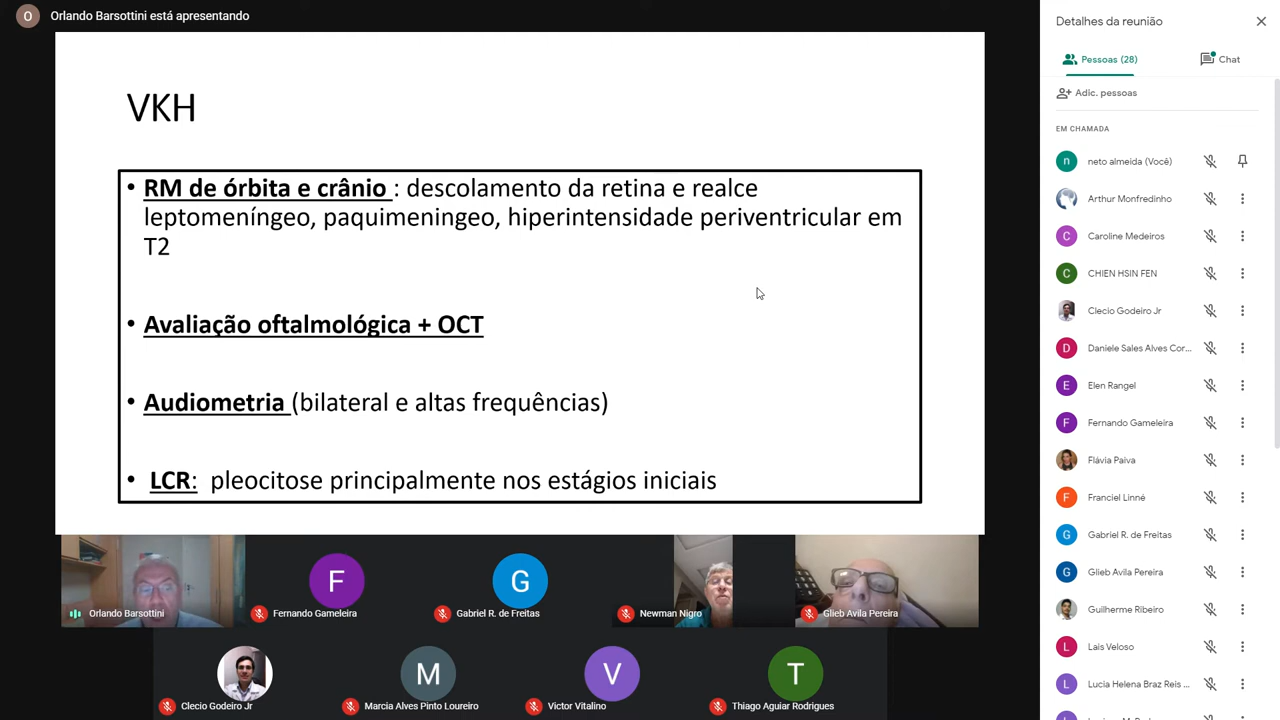 O
Orlando Barsottini está apresentando
VKH
• RM de órbita e crânio : descolamento da retina e realce
leptomeníngeo, paquimeningeo, hiperintensidade periventricular em
T2
• Avaliação oftalmológica + OCT
• Audiometria (bilateral e altas frequências)
• LCR: pleocitose principalmente nos estágios iniciais
Orlando Barsottini
F
Fernando Gameleira
G
Gabriel R. de Freitas
Newman Nigro
Glieb Avila Pereira
Clecio Godeiro Jr
M
Marcia Alves Pinto Loureiro
V
Victor Vitalino
T
Thiago Aguiar Rodrigues
Detalhes da reunião
Pessoas (28)
Chat
Adic. pessoas
EM CHAMADA
n neto almeida (Você)
Arthur Monfredinho
C Caroline Medeiros
C CHIEN HSIN FEN
Clecio Godeiro Jr
D Daniele Sales Alves Cor...
E Elen Rangel
F Fernando Gameleira
Flávia Paiva
F Franciel Linné
G Gabriel R. de Freitas
G Glieb Avila Pereira
Guilherme Ribeiro
L Laís Veloso
L Lucia Helena Braz Reis ...